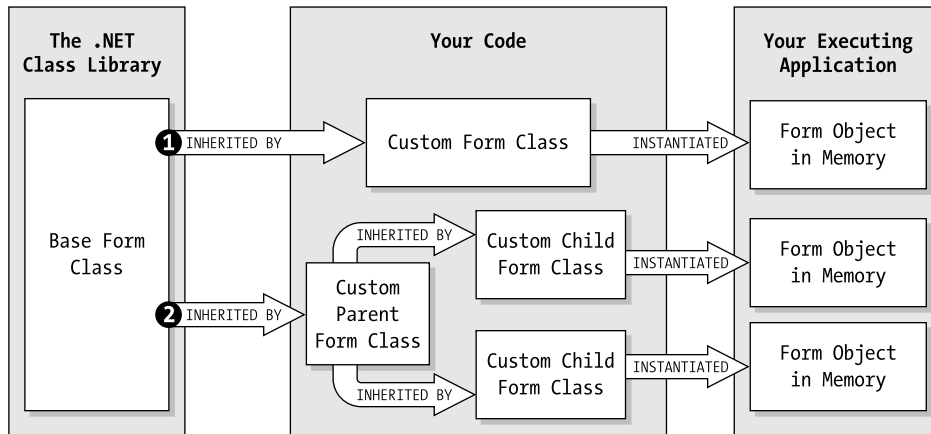 The .NET
Class Library
Your Code
Your Executing
Application
1 INHERITED BY
Custom Form Class
INSTANTIATED
Form Object
in Memory
Base Form
Class
INHERITED BY
Custom Child
Form Class
INSTANTIATED
Form Object
in Memory
2 INHERITED BY
Custom
Parent
Form Class
INHERITED BY
Custom Child
Form Class
INSTANTIATED
Form Object
in Memory